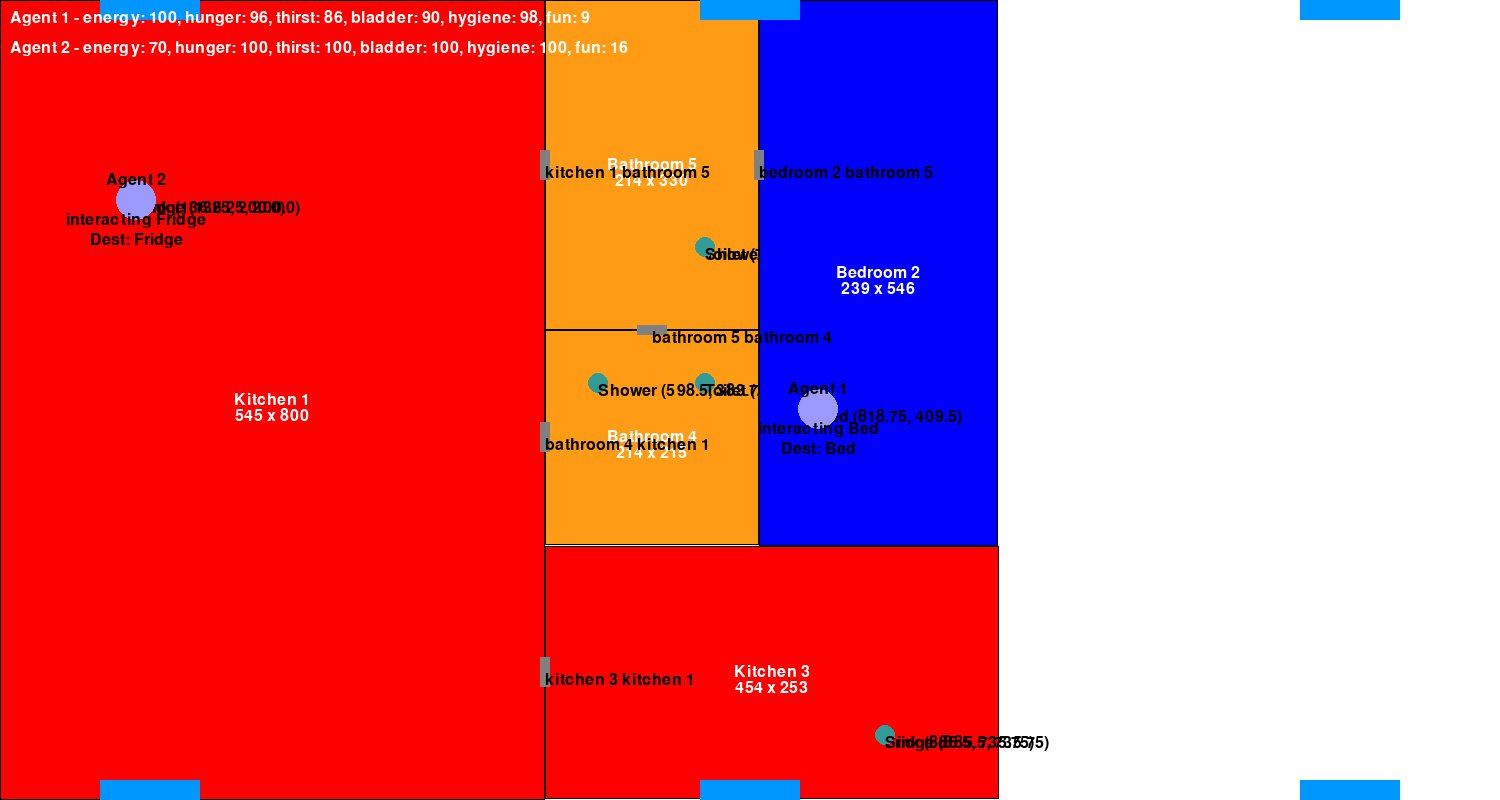 Agent 1 - energy: 100, hunger: 96, thirst: 86, bladder: 90, hygiene: 98, fun: 9
Agent 2 - energy: 70, hunger: 100, thirst: 100, bladder: 100, hygiene: 100, fun: 16
Bathroom 5
214 x 330
kitchen 1 bathroom 5
bedroom 2 bathroom 5
Agent 2
interacting Fridge
Dest: Fridge
Bedroom 2
239 x 546
bathroom 5 bathroom 4
Shower (598.5, 
Agent 1
(818.75, 409.5)
interacting Bed
Dest: Bed
Kitchen 1
545 x 800
Bathroom 4
214 x 215
bathroom 4 kitchen 1
Kitchen 3
454 x 253
kitchen 3 kitchen 1